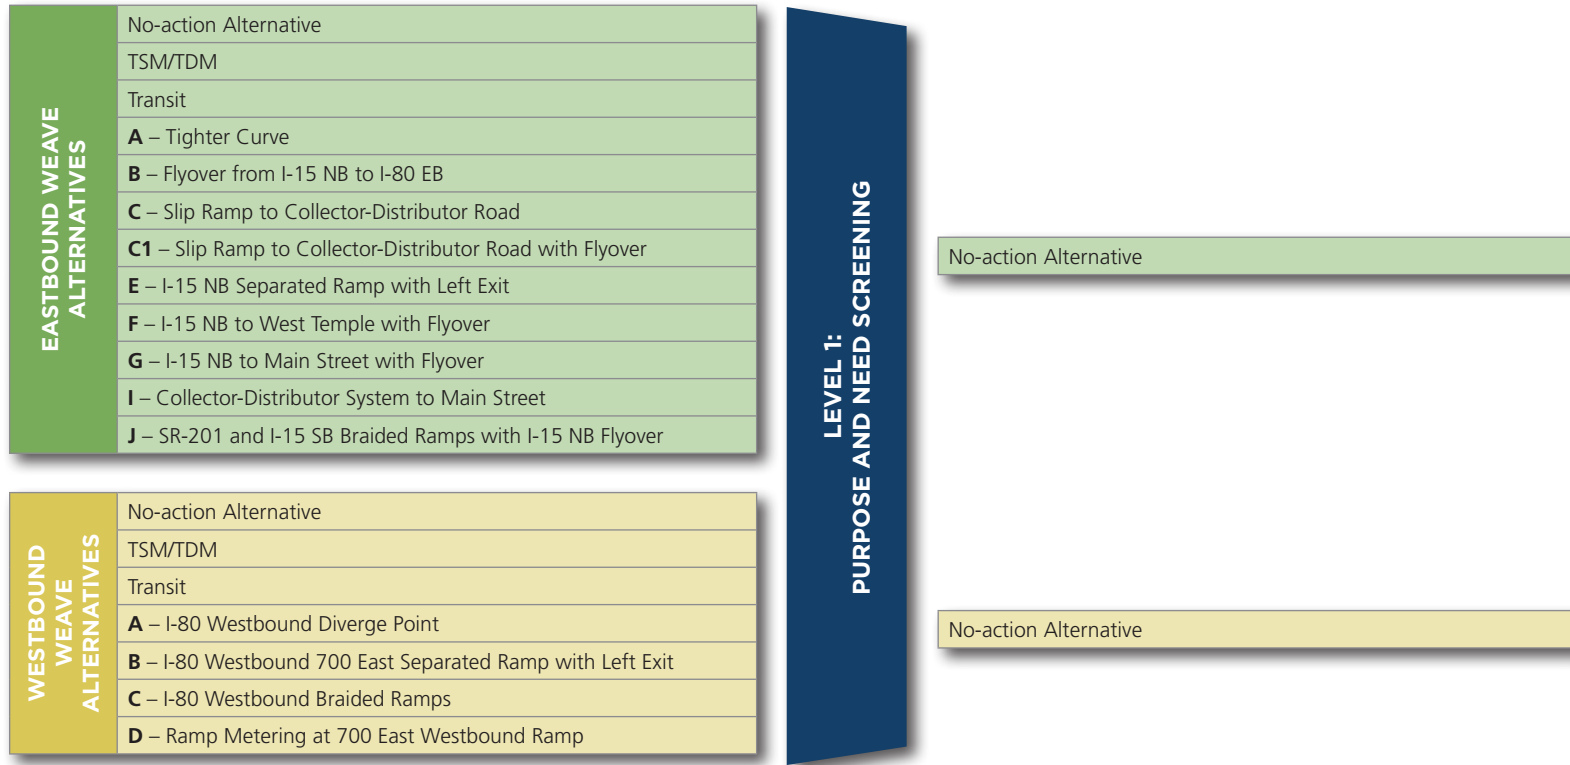 EASTBOUND WEAVE
ALTERNATIVES
No-action Alternative
TSM/TDM
Transit
A – Tighter Curve
B – Flyover from I-15 NB to I-80 EB
C – Slip Ramp to Collector-Distributor Road
C1 – Slip Ramp to Collector-Distributor Road with Flyover
E – I-15 NB Separated Ramp with Left Exit
F – I-15 NB to West Temple with Flyover
G – I-15 NB to Main Street with Flyover
I – Collector-Distributor System to Main Street
J – SR-201 and I-15 SB Braided Ramps with I-15 NB Flyover
WESTBOUND
WEAVE
ALTERNATIVES
No-action Alternative
TSM/TDM
Transit
A – I-80 Westbound Diverge Point
B – I-80 Westbound 700 East Separated Ramp with Left Exit
C – I-80 Westbound Braided Ramps
D – Ramp Metering at 700 East Westbound Ramp
LEVEL 1:
PURPOSE AND NEED SCREENING
No-action Alternative
No-action Alternative